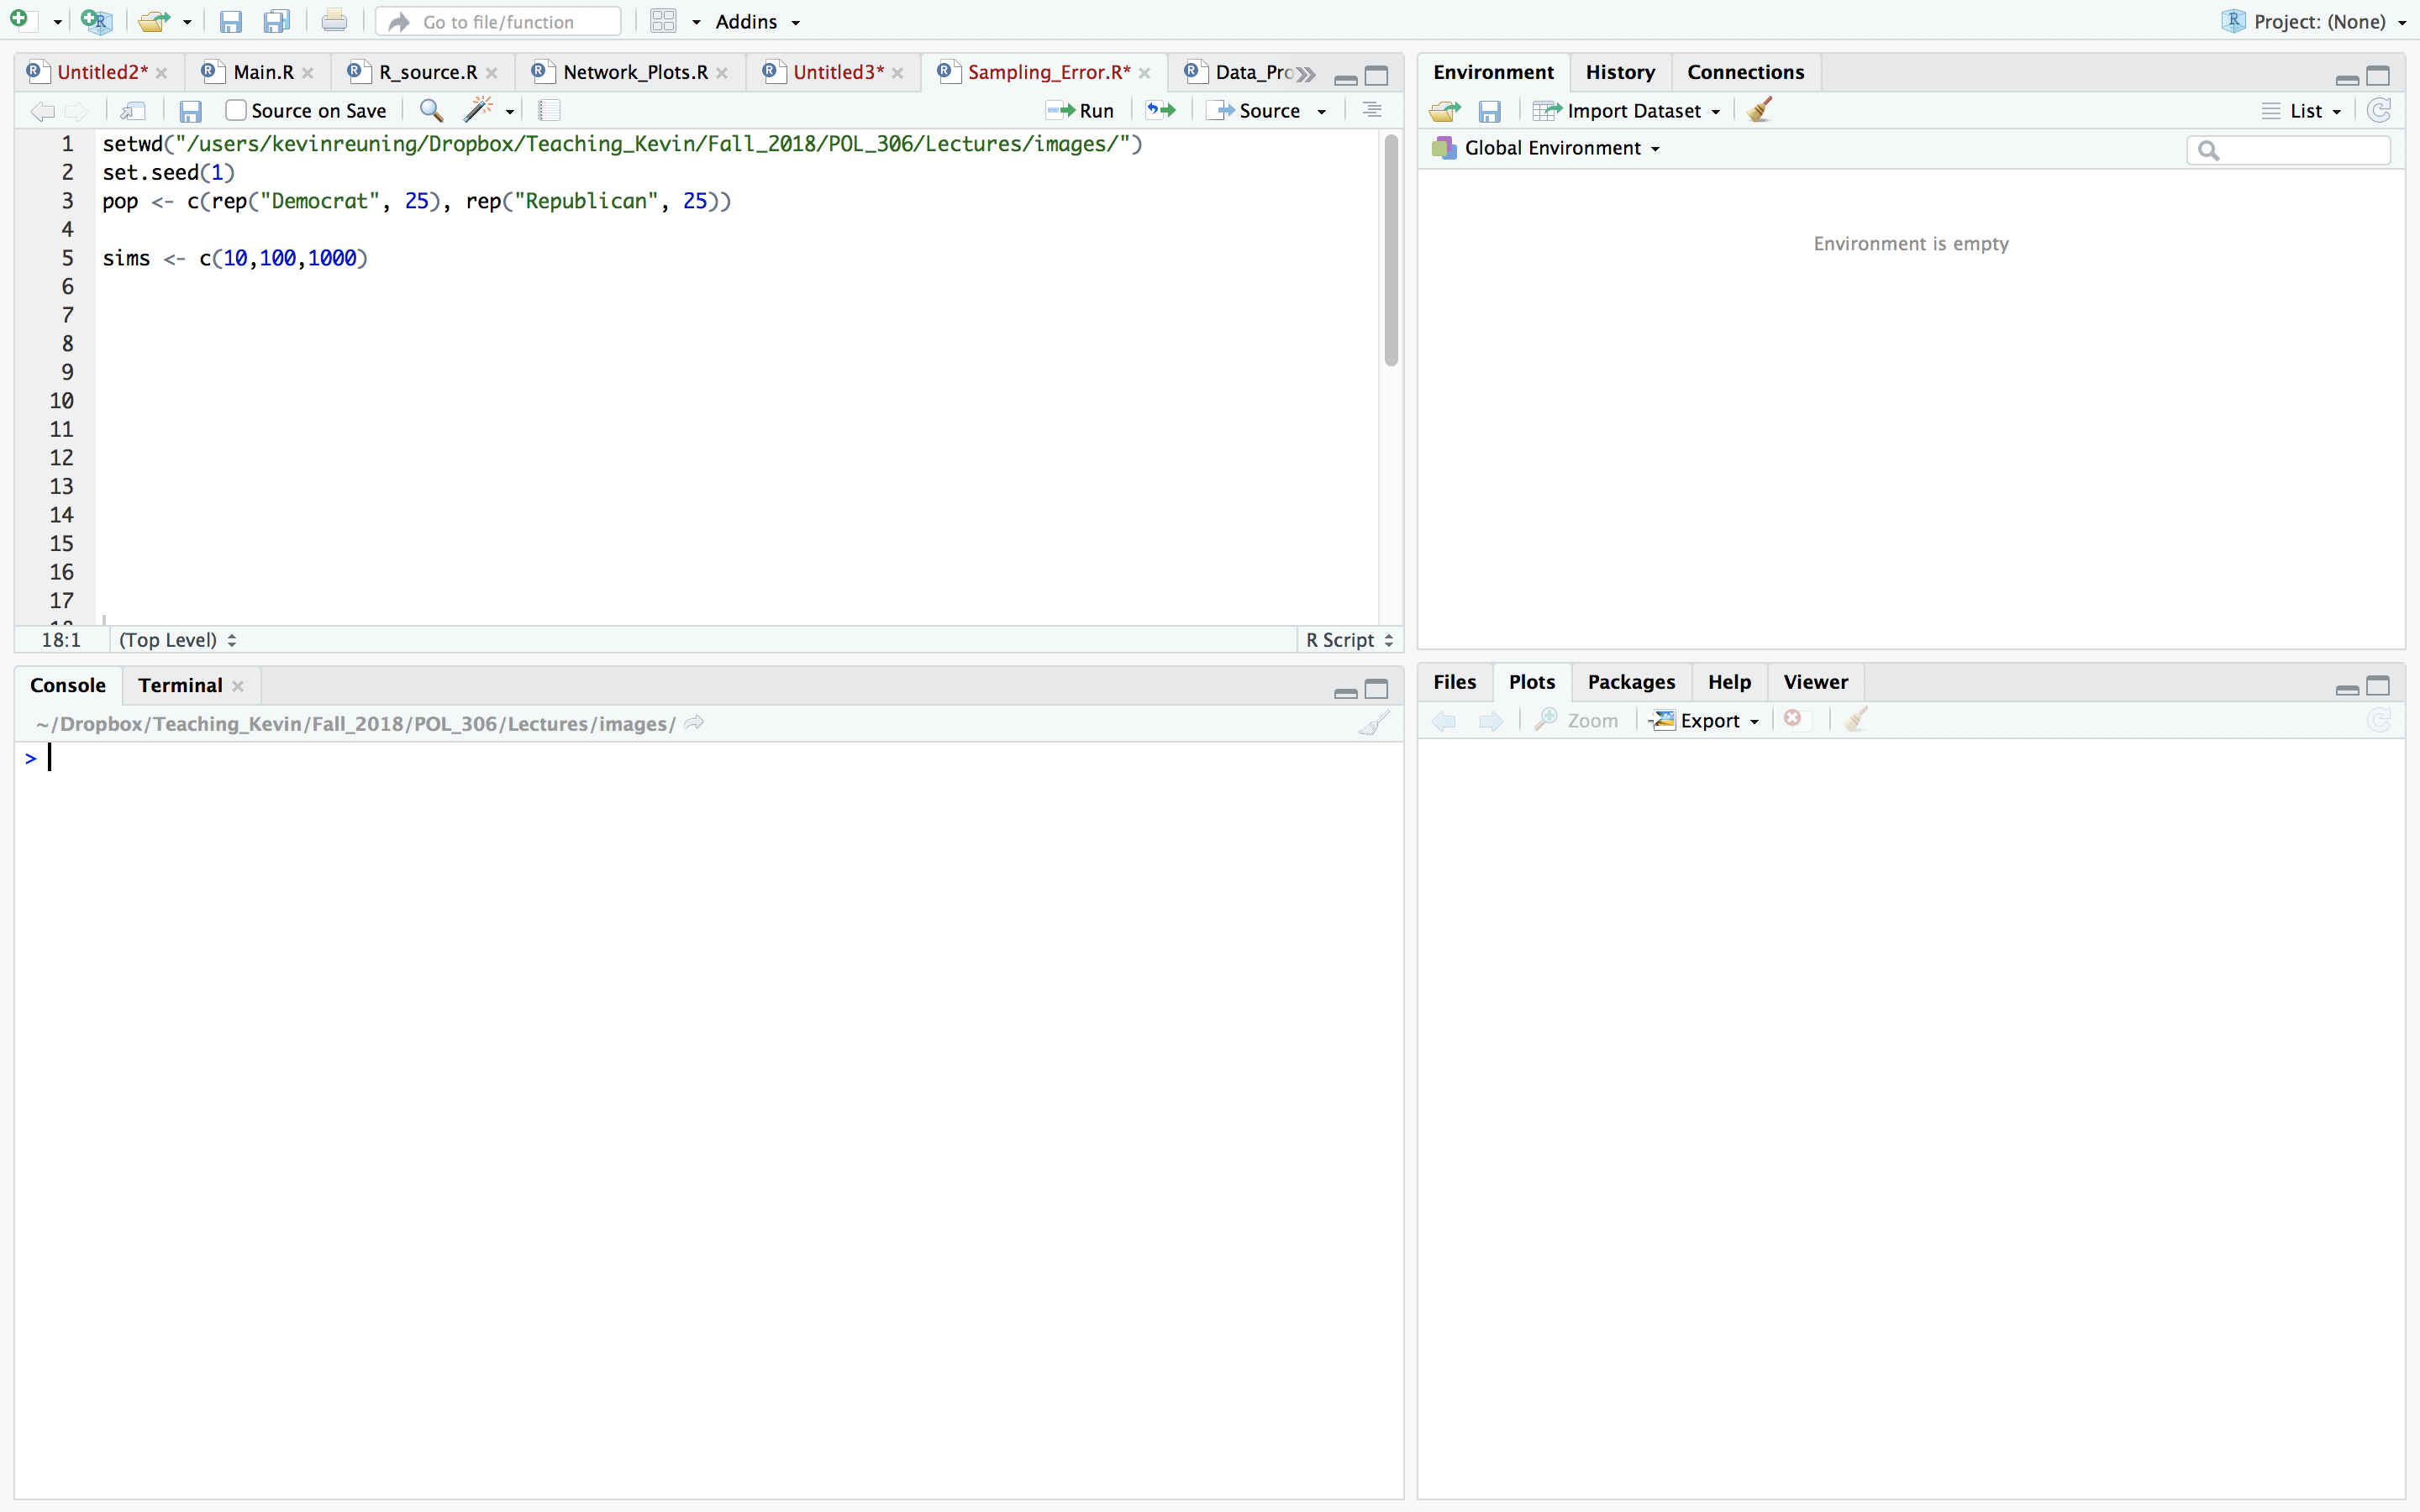 Go to file/function
Addins
Project: (None)
Untitled2*
Main.R
R_source.R
Network_Plots.R
Untitled3*
Sampling_Error.R*
Data_Pro
Source on Save
Run
Source
1 setwd("/users/kevinreuning/Dropbox/Teaching_Kevin/Fall_2018/POL_306/Lectures/images/")
2 set.seed(1)
3 pop <- c(rep("Democrat", 25), rep("Republican", 25))
4
5 sims <- c(10,100,1000)
6
7
8
9
10
11
12
13
14
15
16
17
18:1 (Top Level)
R Script
Environment
History
Connections
Import Dataset
List
Global Environment
Environment is empty
Console
Terminal
~/Dropbox/Teaching_Kevin/Fall_2018/POL_306/Lectures/images/
>
Files
Plots
Packages
Help
Viewer
Zoom
Export